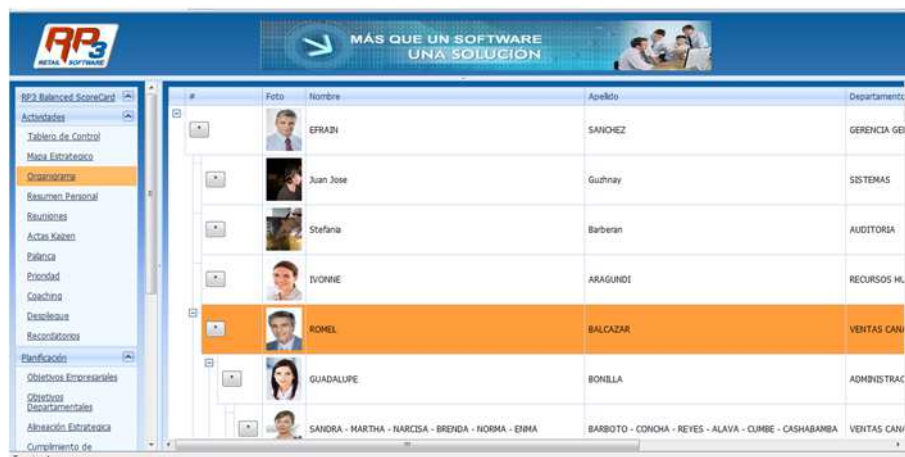 RP3
RETAIL SOFTWARE
MÁS QUE UN SOFTWARE
UNA SOLUCIÓN
RP3 Balanced ScoreCard
Actividades
Tablero de Control
Mapa Estrategico
Organigrama
Resumen Personal
Reuniones
Actas Kaizen
Palanca
Prioridad
Coaching
Despliegue
Recordatorios
Planificación
Objetivos Empresariales
Objetivos
Departamentales
Alineación Estrategica
Cumplimiento de
# Foto Nombre Apellido Departamento
EFRAIN SANCHEZ GERENCIA GE
Juan Jose Guzhnay SISTEMAS
Stefania Barberan AUDITORIA
IVONNE ARAGUNDI RECURSOS HU
ROMEL BALCAZAR VENTAS CAN
GUADALUPE BONILLA ADMINISTRAC
SANDRA - MARTHA - NARCISA - BRENDA - NORMA - ENMA BARBOTO - CONCHA - REYES - ALAVA - CUMBE - CASHABAMBA VENTAS CAN